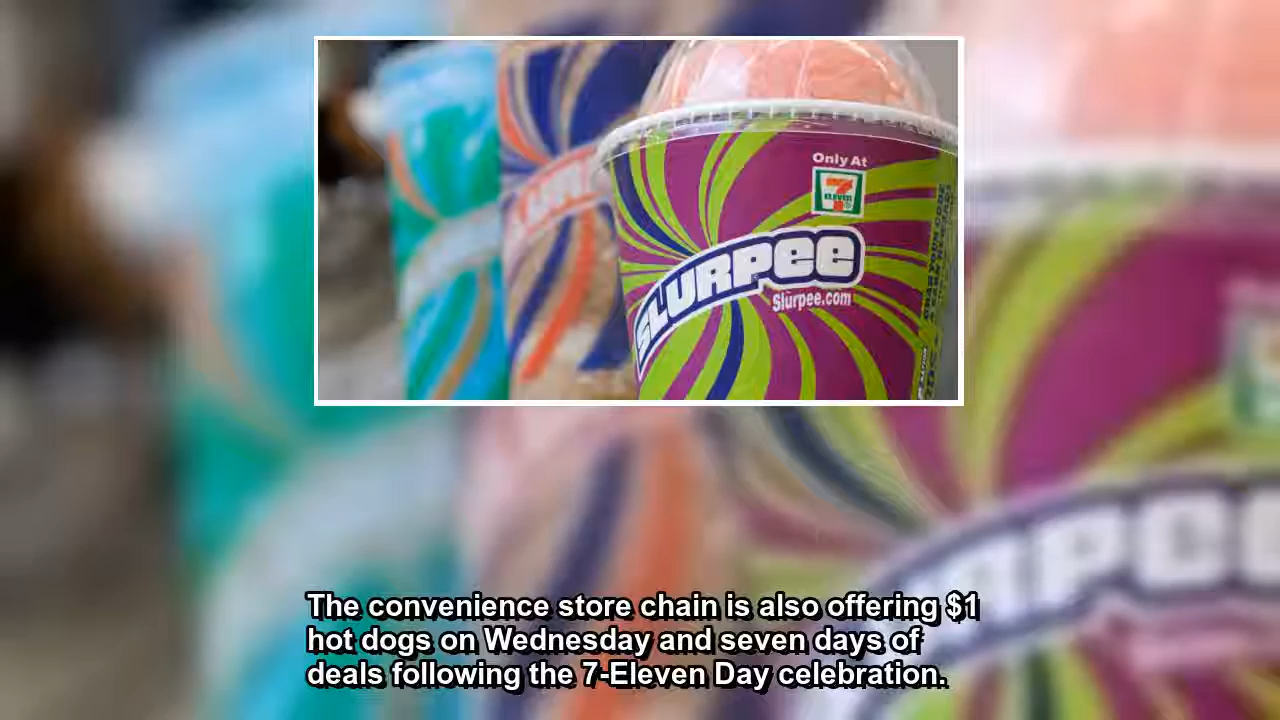 Only At
7
ELEVEN
SLURPEE
Slurpee.com
The convenience store chain is also offering $1
hot dogs on Wednesday and seven days of
deals following the 7-Eleven Day celebration.